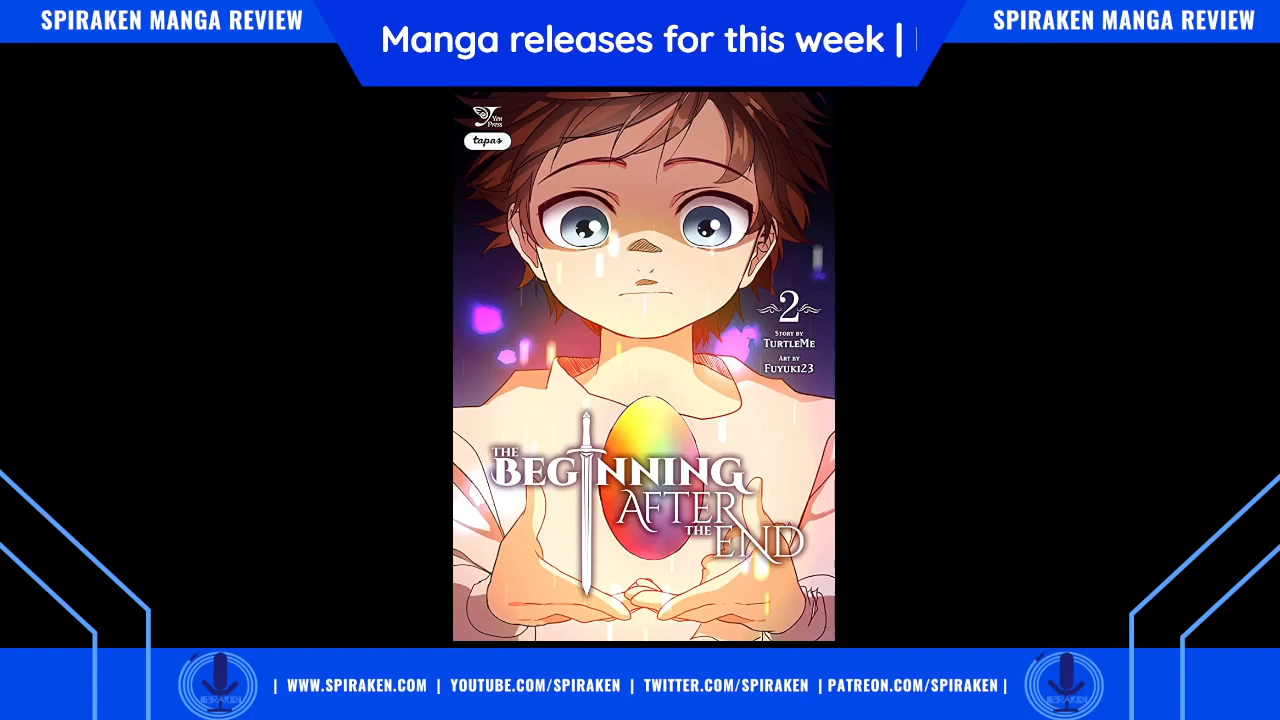 SPIRAKEN MANGA REVIEW
Manga releases for this week |
SPIRAKEN MANGA REVIEW
Yen
Press
tapas
2
STORY BY
TURTLEME
ART BY
FUYUKI23
THE
BEGINNING
AFTER
THE END
SPIRAKEN
| WWW.SPIRAKEN.COM | YOUTUBE.COM/SPIRAKEN | TWITTER.COM/SPIRAKEN | PATREON.COM/SPIRAKEN |
SPIRAKEN